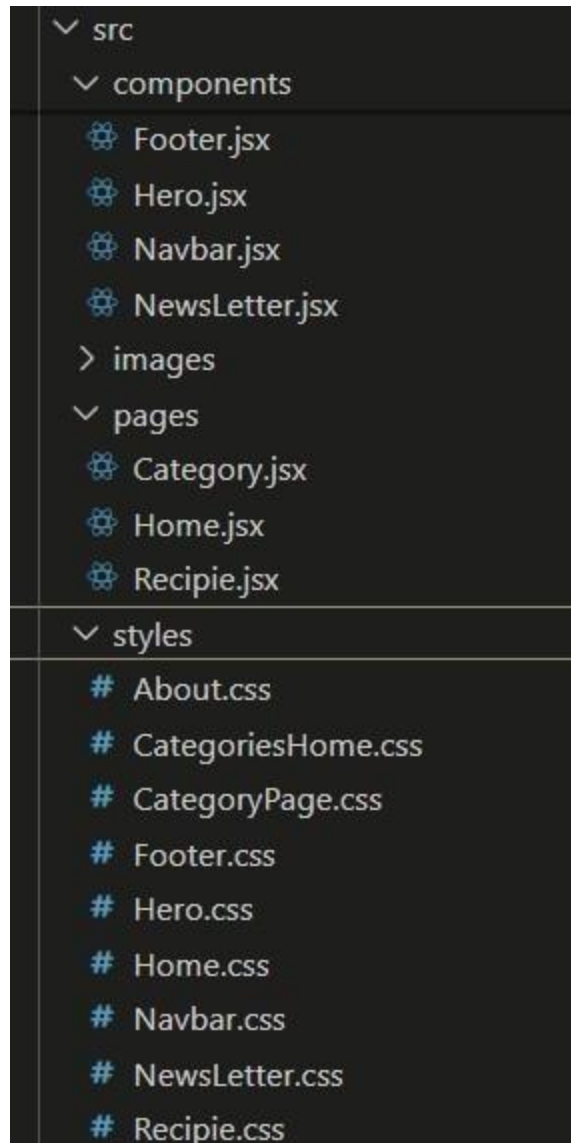 src
components
Footer.jsx
Hero.jsx
Navbar.jsx
NewsLetter.jsx
images
pages
Category.jsx
Home.jsx
Recipie.jsx
styles
# About.css
# CategoriesHome.css
# CategoryPage.css
# Footer.css
# Hero.css
# Home.css
# Navbar.css
# NewsLetter.css
# Recipie.css